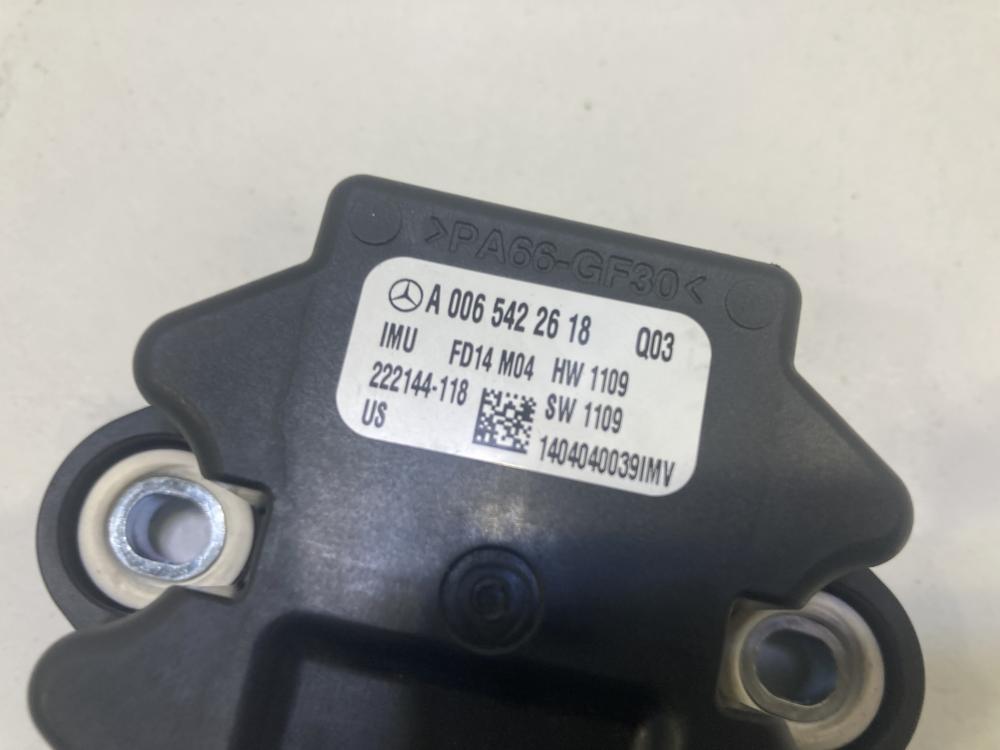 >PA66-GF30<
A 006 542 26 18 Q03
IMU FD14 M04 HW 1109
222144-118 SW 1109
US 1404040039IMV